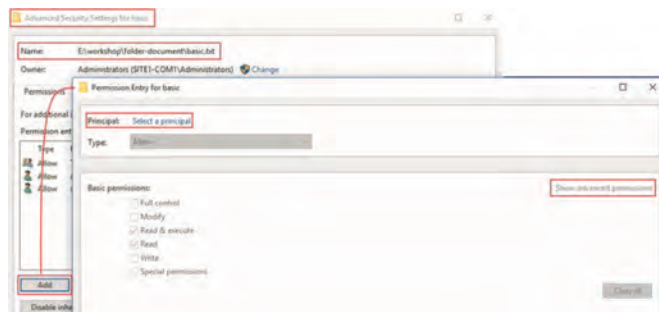 Advanced Security Settings for basic
Name: E:\workshop\folder-document\basic.txt
Owner: Administrators (SITE1-COM1\Administrators) Change
Permissions
For additional
Permission ent
Type
Allow
Allow
Allow
Add
Disable inhe
Permission Entry for basic
Principal: Select a principal
Type: Allow
Basic permissions:
Show advanced permissions
Full control
Modify
Read & execute
Read
Write
Special permissions
Clear all